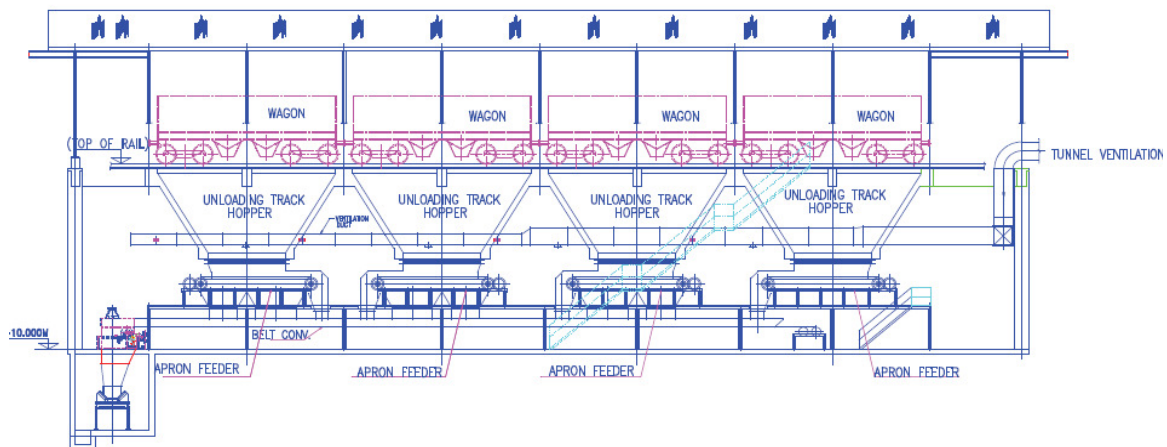 WAGON
WAGON
WAGON
WAGON
(TOP OF RAIL)
TUNNEL VENTILATION
UNLOADING TRACK
HOPPER
UNLOADING TRACK
HOPPER
UNLOADING TRACK
HOPPER
UNLOADING TRACK
HOPPER
VENTILATION
DUCT
-10.000M
BELT CONV.
APRON FEEDER
APRON FEEDER
APRON FEEDER
APRON FEEDER